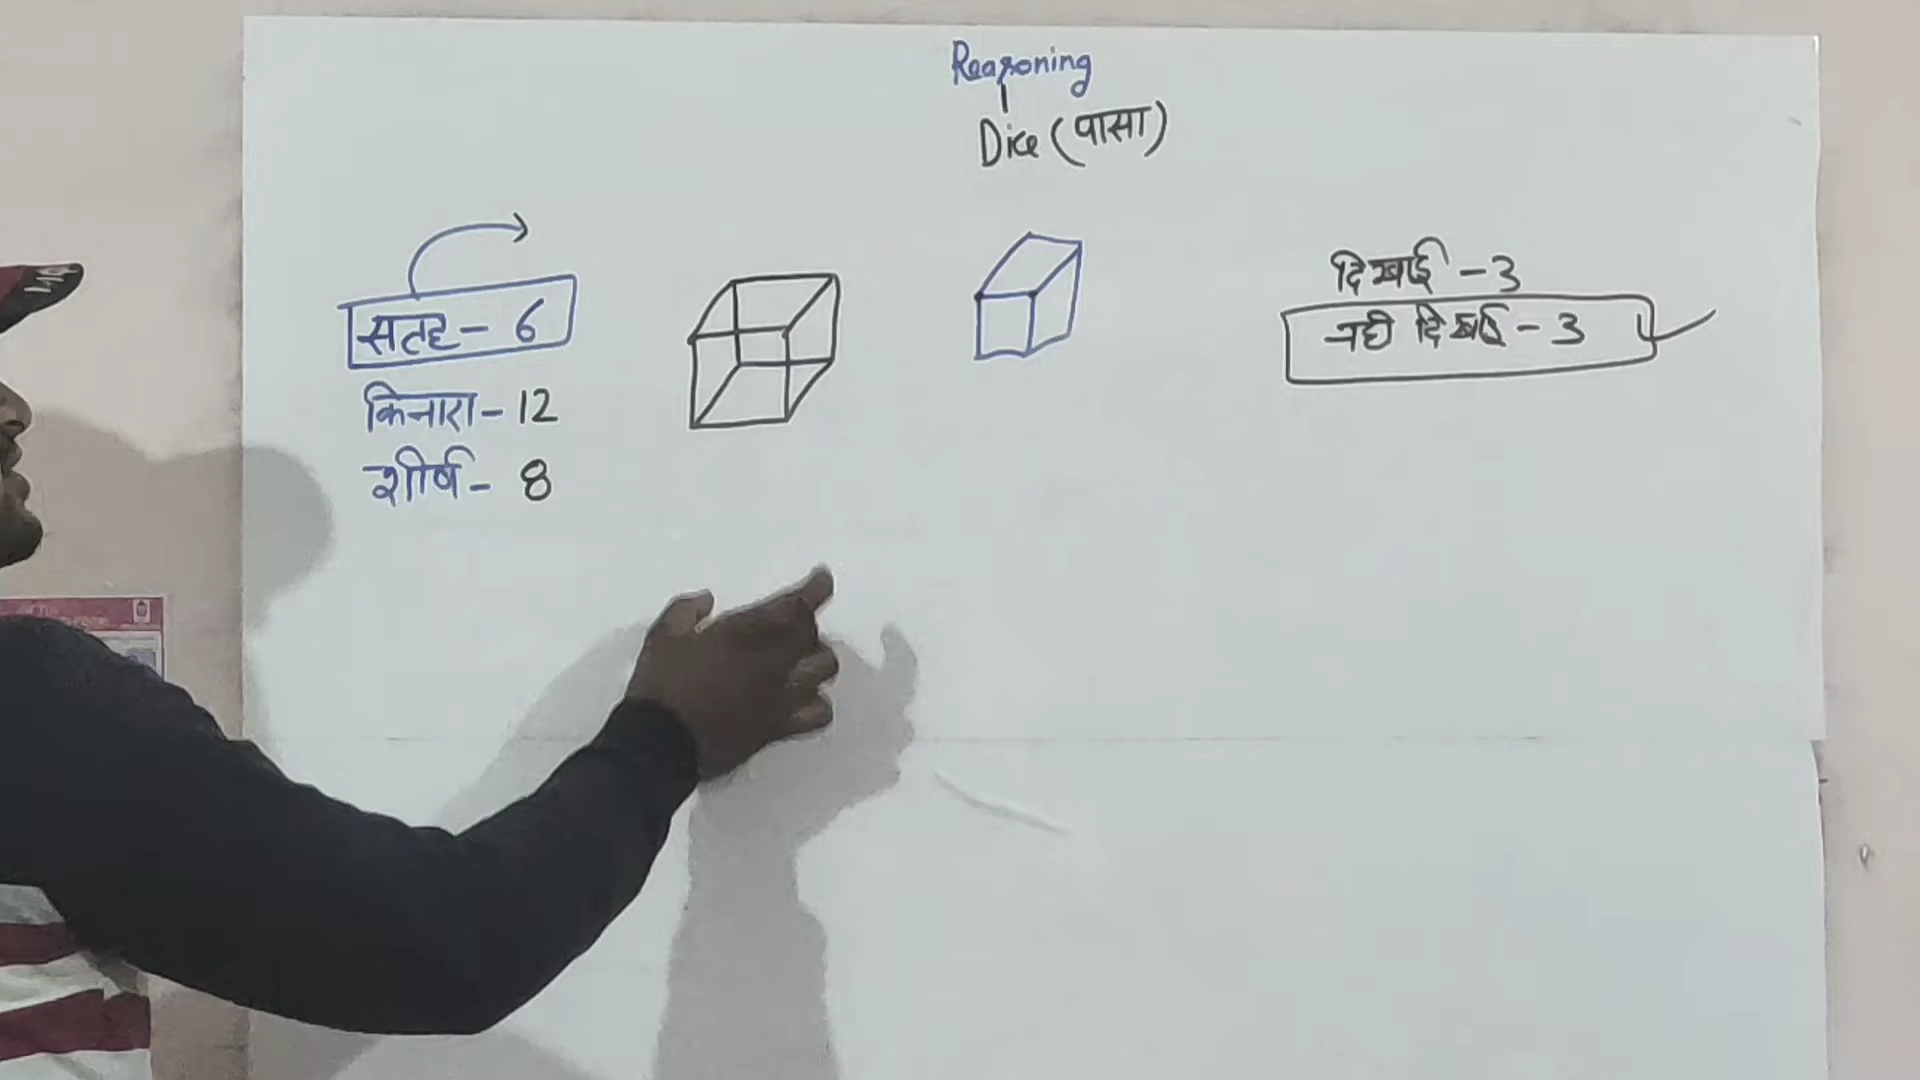 Reasoning
Dice (पासा)
सतह - 6
किनारा - 12
शीर्ष - 8
दिखाई - 3
नही दिखाई - 3